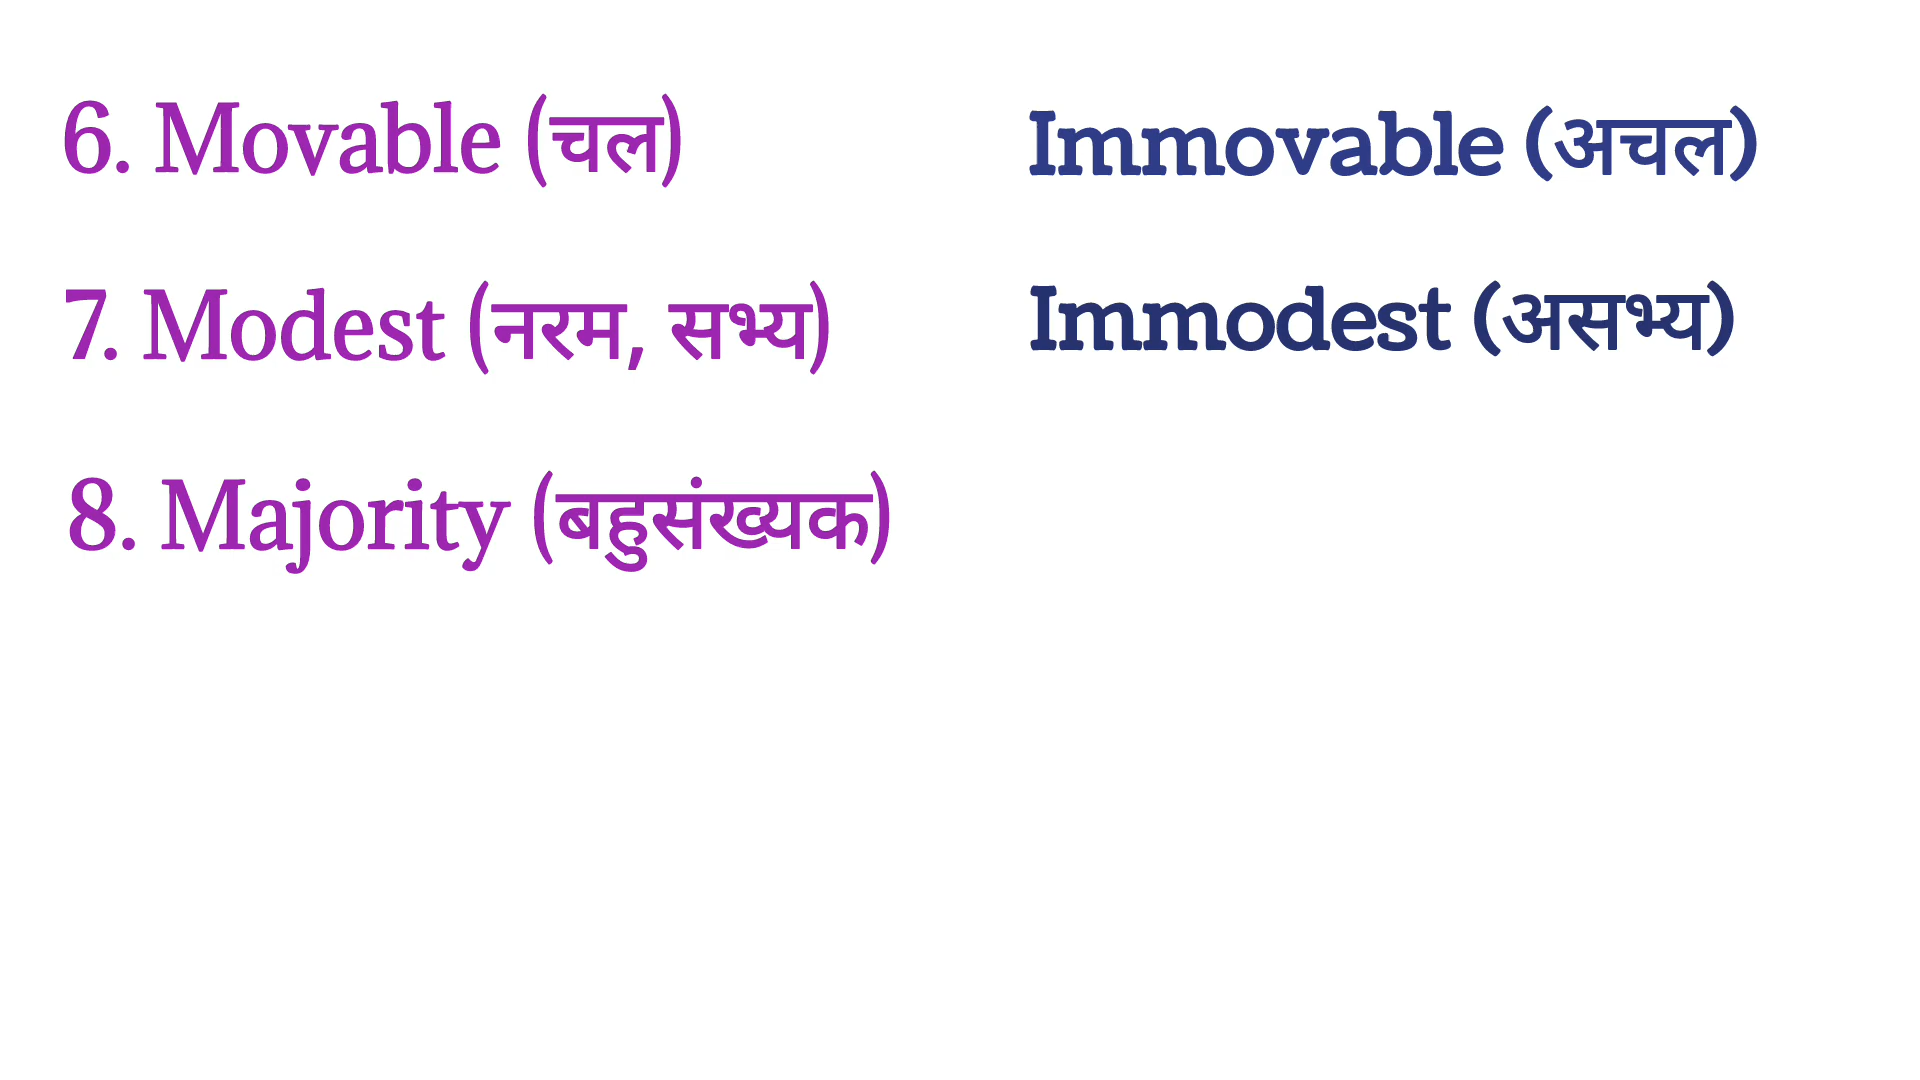 6. Movable (चल) Immovable (अचल)
7. Modest (नरम, सभ्य) Immodest (असभ्य)
8. Majority (बहुसंख्यक)